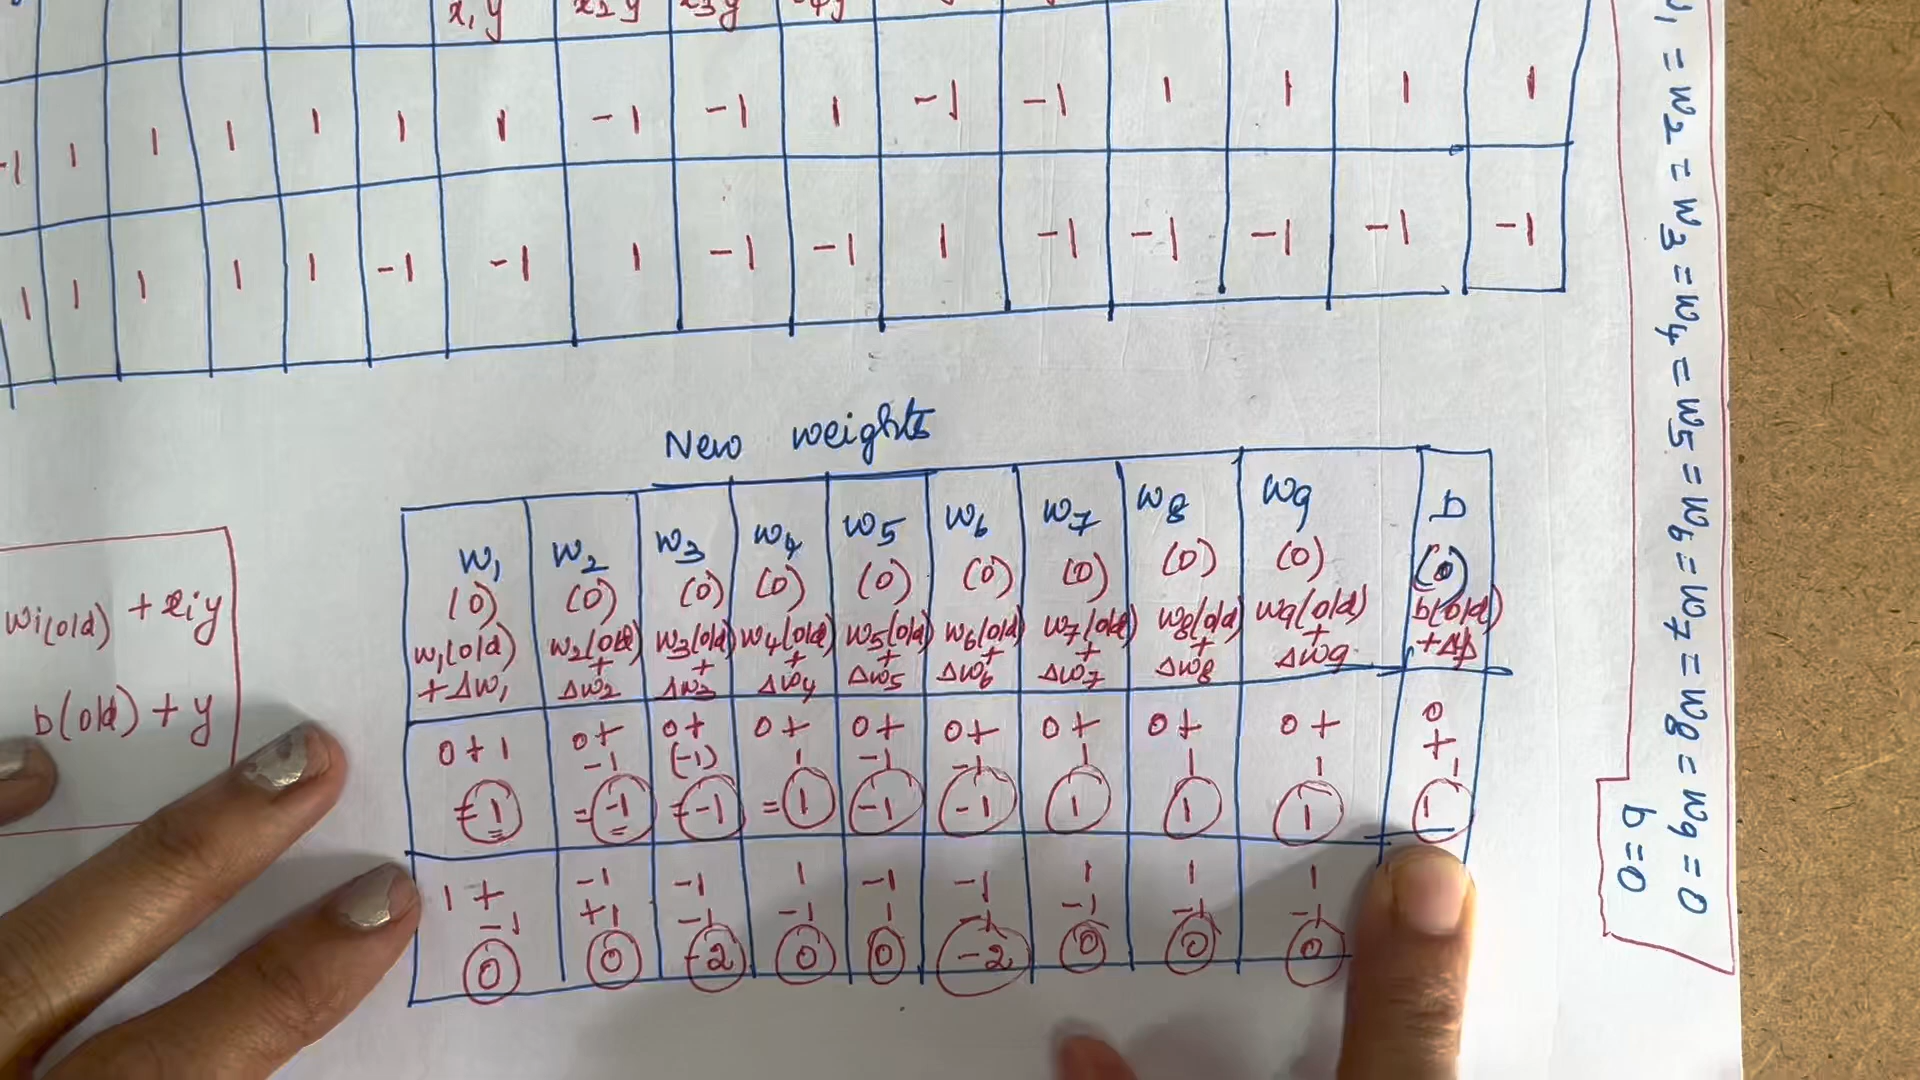 x1y x2y x3y
-1 1 1 1 1 1 1 -1 -1 1 -1 -1 1 1 1 1
1 1 1 1 1 -1 -1 1 -1 -1 1 -1 -1 -1 -1 -1
New weights
w1 w2 w3 w4 w5 w6 w7 w8 w9 b
(0) (0) (0) (0) (0) (0) (0) (0) (0) (0)
w1(old) w2(old) w3(old) w4(old) w5(old) w6(old) w7(old) w8(old) w9(old) b(old)
+Δw1 +Δw2 +Δw3 +Δw4 +Δw5 +Δw6 +Δw7 +Δw8 +Δw9
0+1 0+ 0+ 0+ 0+ 0+ 0+ 0+ 0+ 0+
-1 (-1) 1 -1 -1 1 1 1 1
=1 =-1 =-1 =1 -1 -1 1 1 1 1
1+ -1 -1 1 -1 -1 1 1 1
-1 +1 -1 -1 1 -1 -1 -1 -1
0 0 -2 0 0 -2 0 0 0
wi(old) + xiy
b(old) + y
= w2 = w3 = w4 = w5 = w6 = w7 = w8 = w9 = 0
b=0